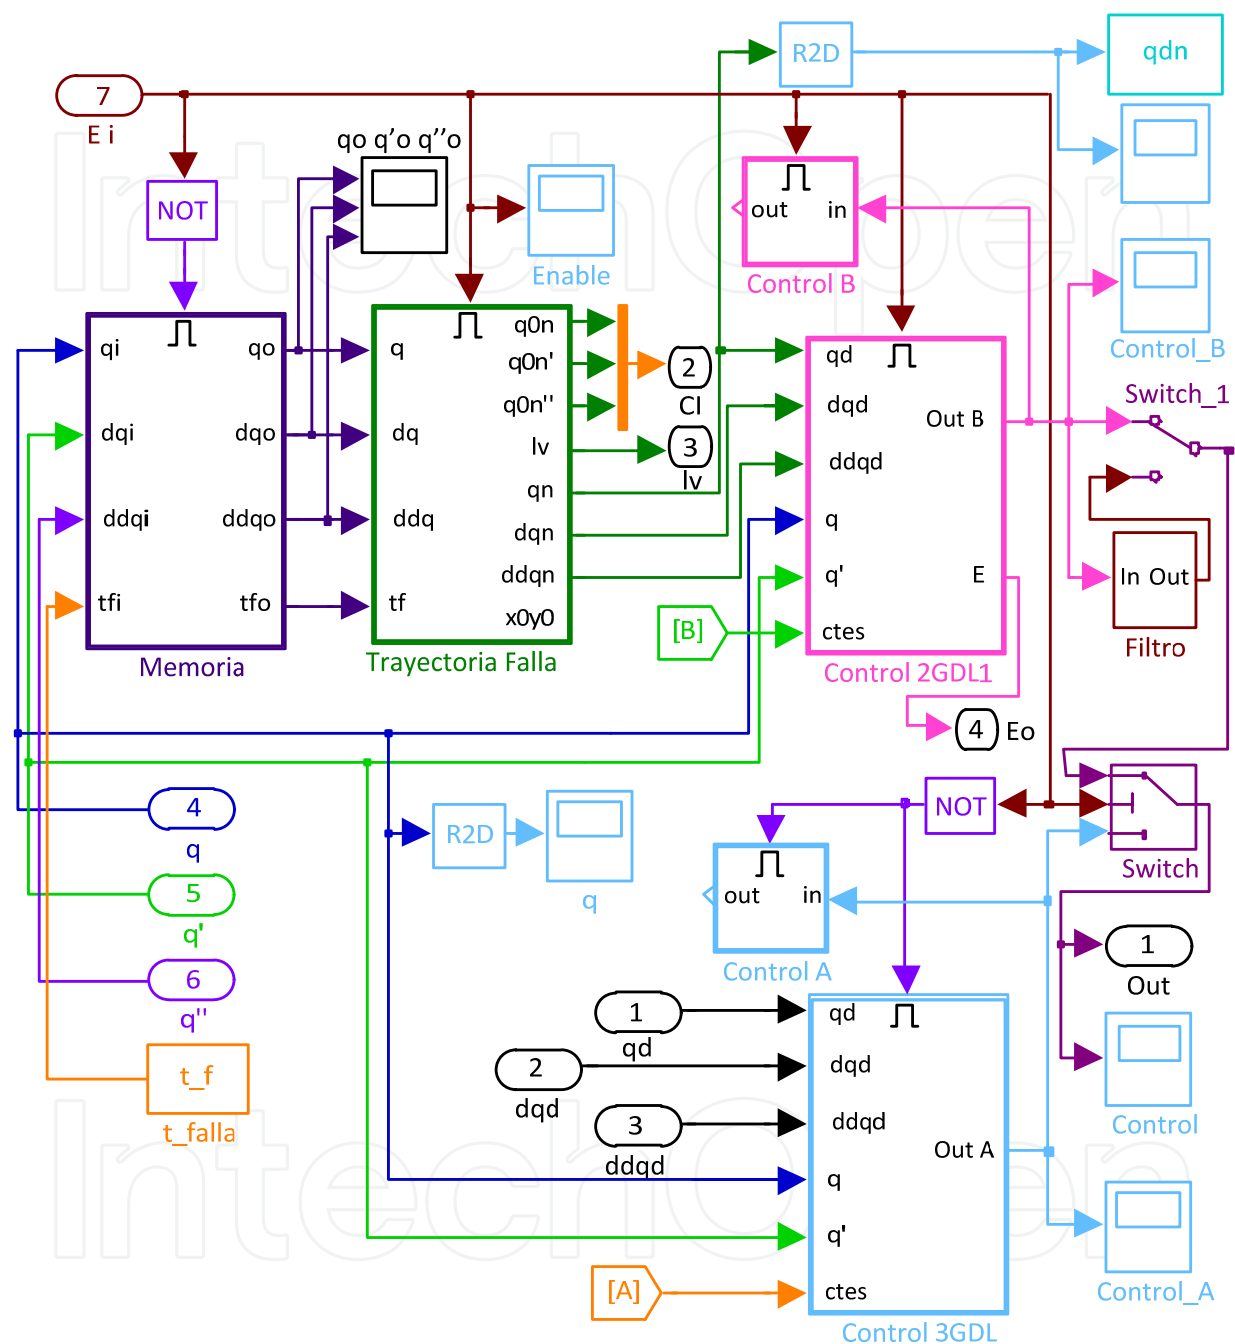 R2D
qdn
7
E i
qo q'o q''o
NOT
Enable
out
in
Control B
Control_B
Switch_1
qi
dqi
ddqi
tfi
qo
dqo
ddqo
tfo
Memoria
q
dq
ddq
tf
q0n
q0n'
q0n''
lv
qn
dqn
ddqn
x0y0
Trayectoria Falla
2
CI
3
lv
qd
dqd
ddqd
q
q'
ctes
Out B
E
Control 2GDL1
[B]
In Out
Filtro
4
Eo
4
q
5
q'
6
q''
t_f
t_falla
R2D
q
NOT
Switch
out
in
Control A
1
Out
Control
1
qd
2
dqd
3
ddqd
qd
dqd
ddqd
q
q'
ctes
Out A
Control 3GDL
[A]
Control_A
IntechOpen
IntechOpen